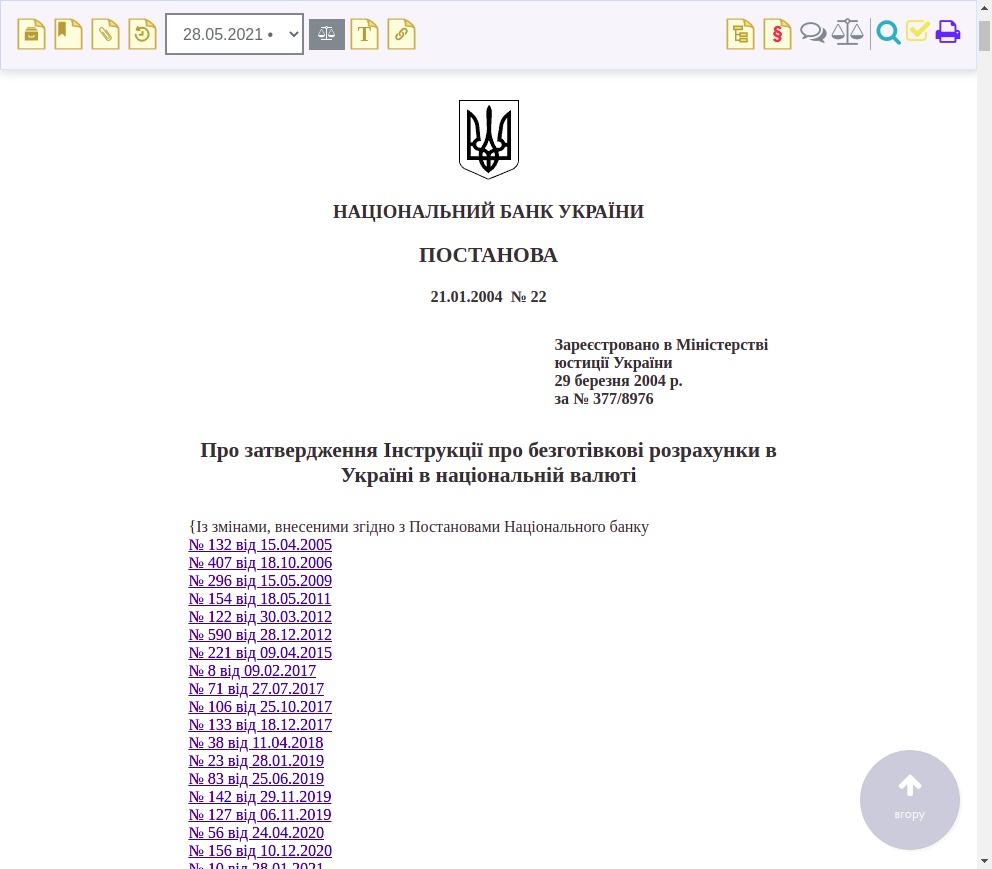 28.05.2021 •
T
§
НАЦІОНАЛЬНИЙ БАНК УКРАЇНИ
ПОСТАНОВА
21.01.2004 № 22
Зареєстровано в Міністерстві
юстиції України
29 березня 2004 р.
за № 377/8976
Про затвердження Інструкції про безготівкові розрахунки в
Україні в національній валюті
{Із змінами, внесеними згідно з Постановами Національного банку
№ 132 від 15.04.2005
№ 407 від 18.10.2006
№ 296 від 15.05.2009
№ 154 від 18.05.2011
№ 122 від 30.03.2012
№ 590 від 28.12.2012
№ 221 від 09.04.2015
№ 8 від 09.02.2017
№ 71 від 27.07.2017
№ 106 від 25.10.2017
№ 133 від 18.12.2017
№ 38 від 11.04.2018
№ 23 від 28.01.2019
№ 83 від 25.06.2019
№ 142 від 29.11.2019
№ 127 від 06.11.2019
№ 56 від 24.04.2020
№ 156 від 10.12.2020
№ 10 від 28.01.2021
вгору